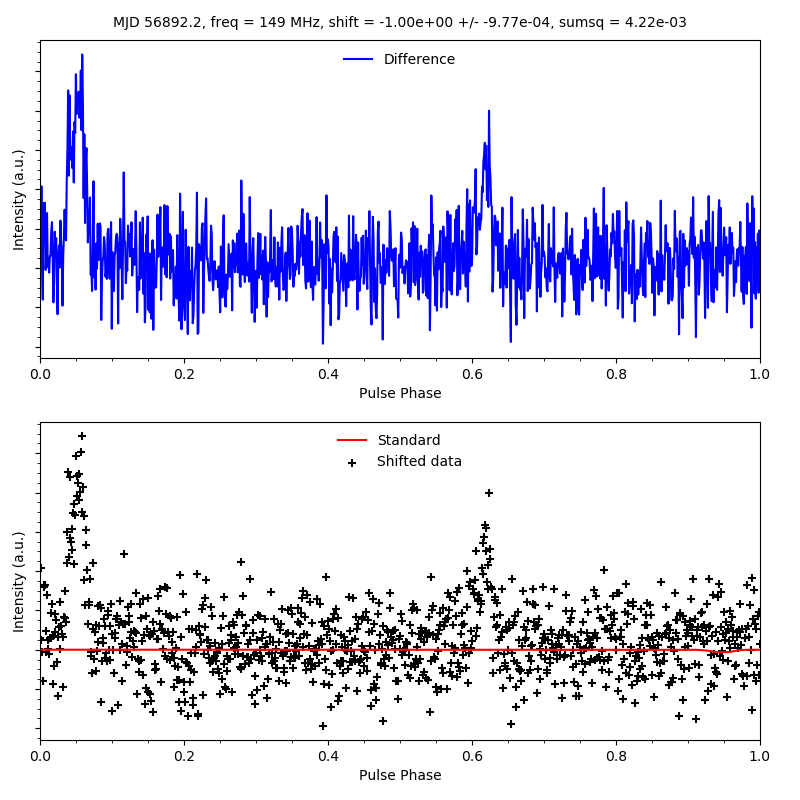 MJD 56892.2, freq = 149 MHz, shift = -1.00e+00 +/- -9.77e-04, sumsq = 4.22e-03
Difference
Intensity (a.u.)
0.0 0.2 0.4 0.6 0.8 1.0
Pulse Phase
Standard
Shifted data
Intensity (a.u.)
0.0 0.2 0.4 0.6 0.8 1.0
Pulse Phase